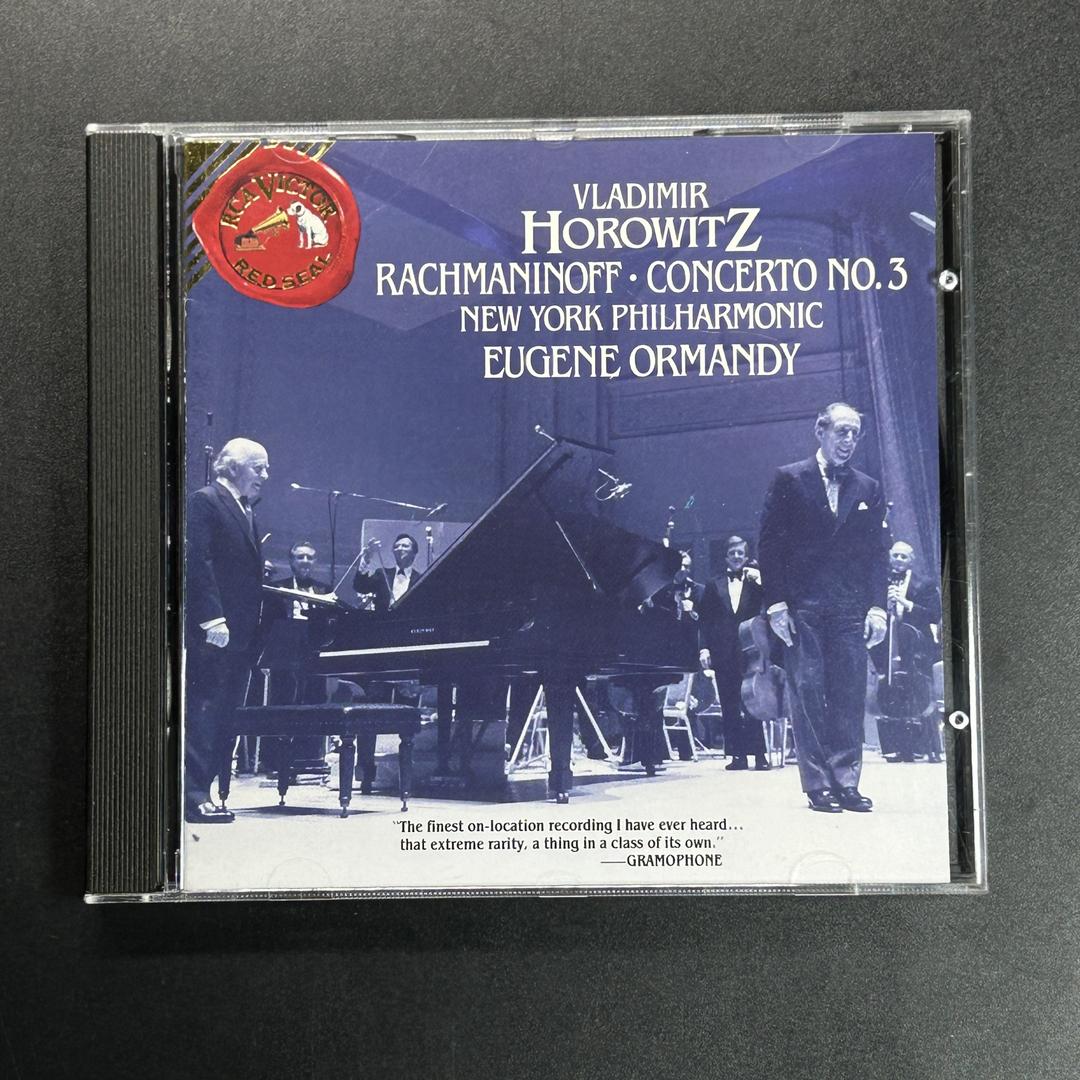 RCA VICTOR
RED SEAL
VLADIMIR
HOROWITZ
RACHMANINOFF · CONCERTO NO. 3
NEW YORK PHILHARMONIC
EUGENE ORMANDY
"The finest on-location recording I have ever heard...
that extreme rarity, a thing in a class of its own."
—GRAMOPHONE